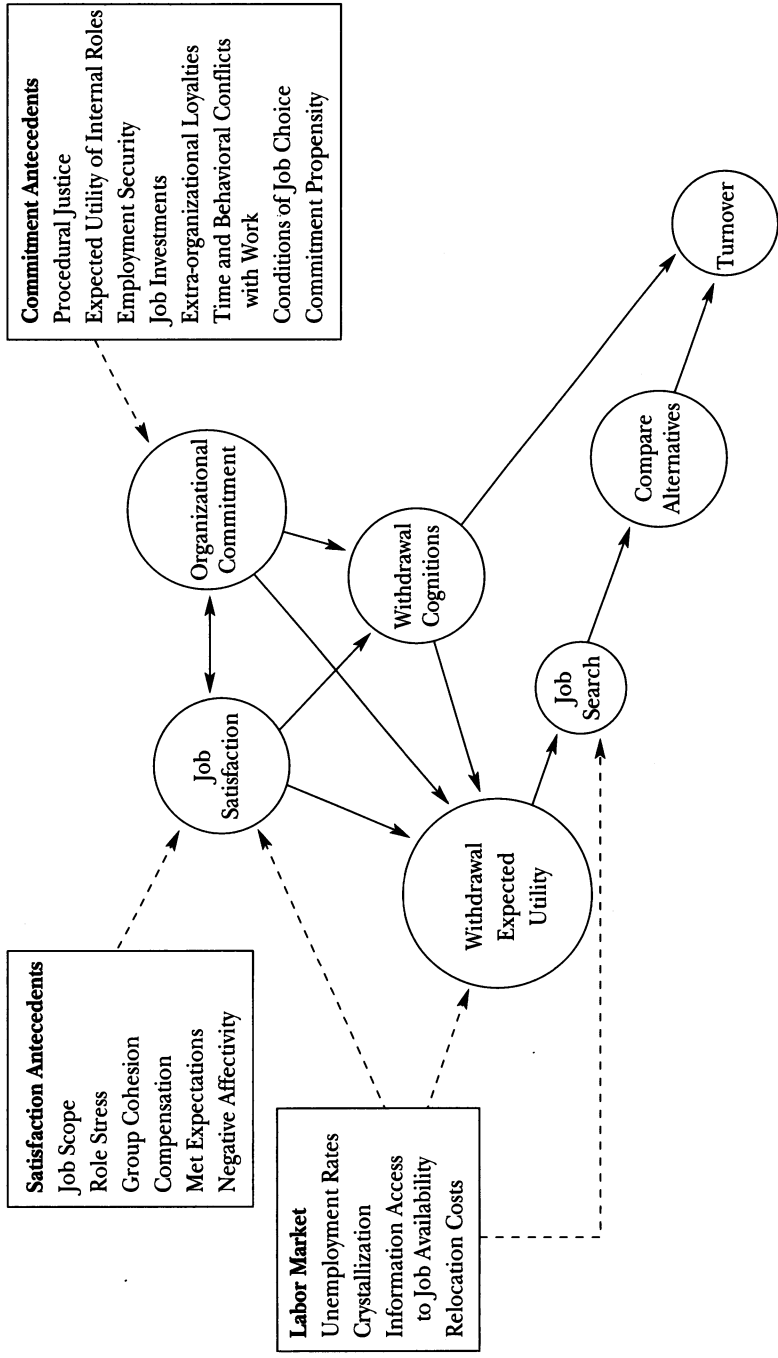 Satisfaction Antecedents
Job Scope
Role Stress
Group Cohesion
Compensation
Met Expectations
Negative Affectivity
Commitment Antecedents
Procedural Justice
Expected Utility of Internal Roles
Employment Security
Job Investments
Extra-organizational Loyalties
Time and Behavioral Conflicts
with Work
Conditions of Job Choice
Commitment Propensity
Labor Market
Unemployment Rates
Crystallization
Information Access
to Job Availability
Relocation Costs
Job
Satisfaction
Organizational
Commitment
Withdrawal
Expected
Utility
Withdrawal
Cognitions
Job
Search
Compare
Alternatives
Turnover